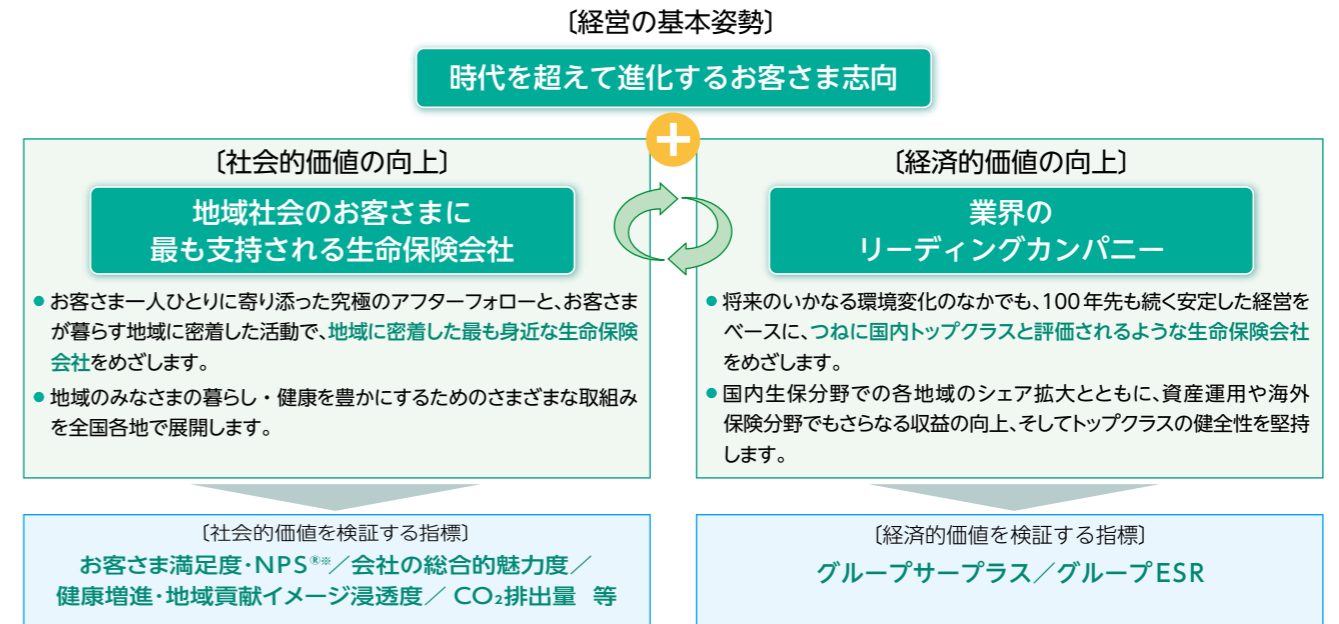 〔経営の基本姿勢〕
時代を超えて進化するお客さま志向
〔社会的価値の向上〕
地域社会のお客さまに
最も支持される生命保険会社
●お客さま一人ひとりに寄り添った究極のアフターフォローと、お客さま
が暮らす地域に密着した活動で、地域に密着した最も身近な生命保険
会社をめざします。
●地域のみなさまの暮らし・健康を豊かにするためのさまざまな取組み
を全国各地で展開します。
〔経済的価値の向上〕
業界の
リーディングカンパニー
●将来のいかなる環境変化のなかでも、100年先も続く安定した経営を
ベースに、つねに国内トップクラスと評価されるような生命保険会社
をめざします。
●国内生保分野での各地域のシェア拡大とともに、資産運用や海外
保険分野でもさらなる収益の向上、そしてトップクラスの健全性を堅持
します。
〔社会的価値を検証する指標〕
お客さま満足度・NPS®※／会社の総合的魅力度／
健康増進・地域貢献イメージ浸透度／ CO₂排出量 等
〔経済的価値を検証する指標〕
グループサープラス／グループESR